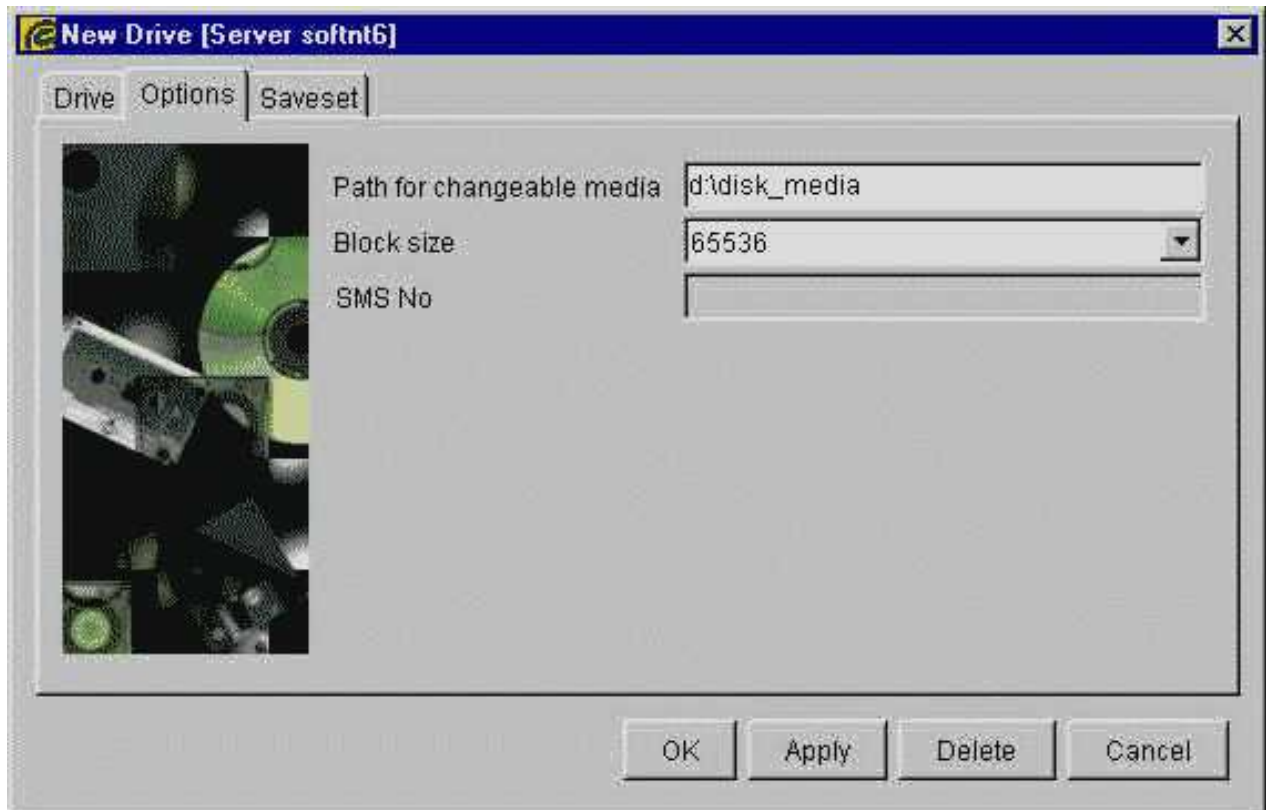 New Drive [Server softnt6]
Drive Options Saveset
Path for changeable media d:\disk_media
Block size 65536
SMS No
OK Apply Delete Cancel